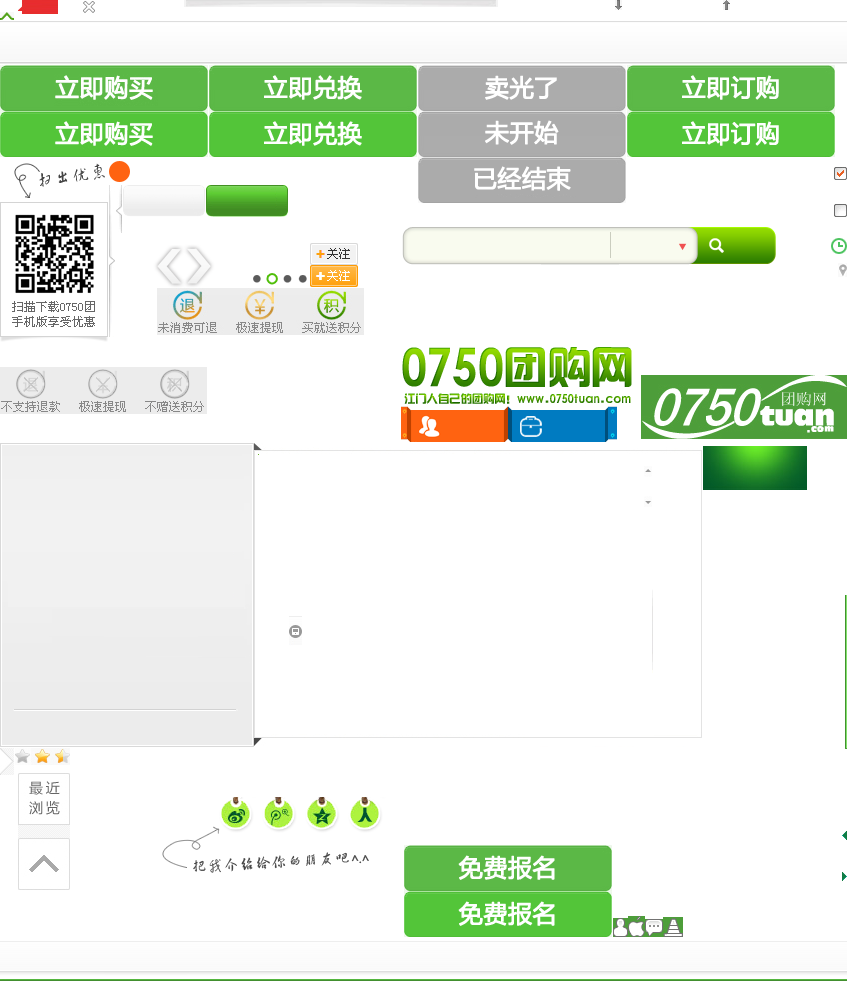 立即购买
立即兑换
卖光了
立即订购
立即购买
立即兑换
未开始
立即订购
已经结束
扫出优惠
扫描下载0750团
手机版享受优惠
+关注
+关注
退
¥
积
未消费可退
极速提现
买就送积分
不支持退款
极速提现
不赠送积分
0750团购网
江门人自己的团购网! www.0750tuan.com
0750tuan.com
团购网
最近
浏览
把我介绍给你的朋友吧^.^
免费报名
免费报名